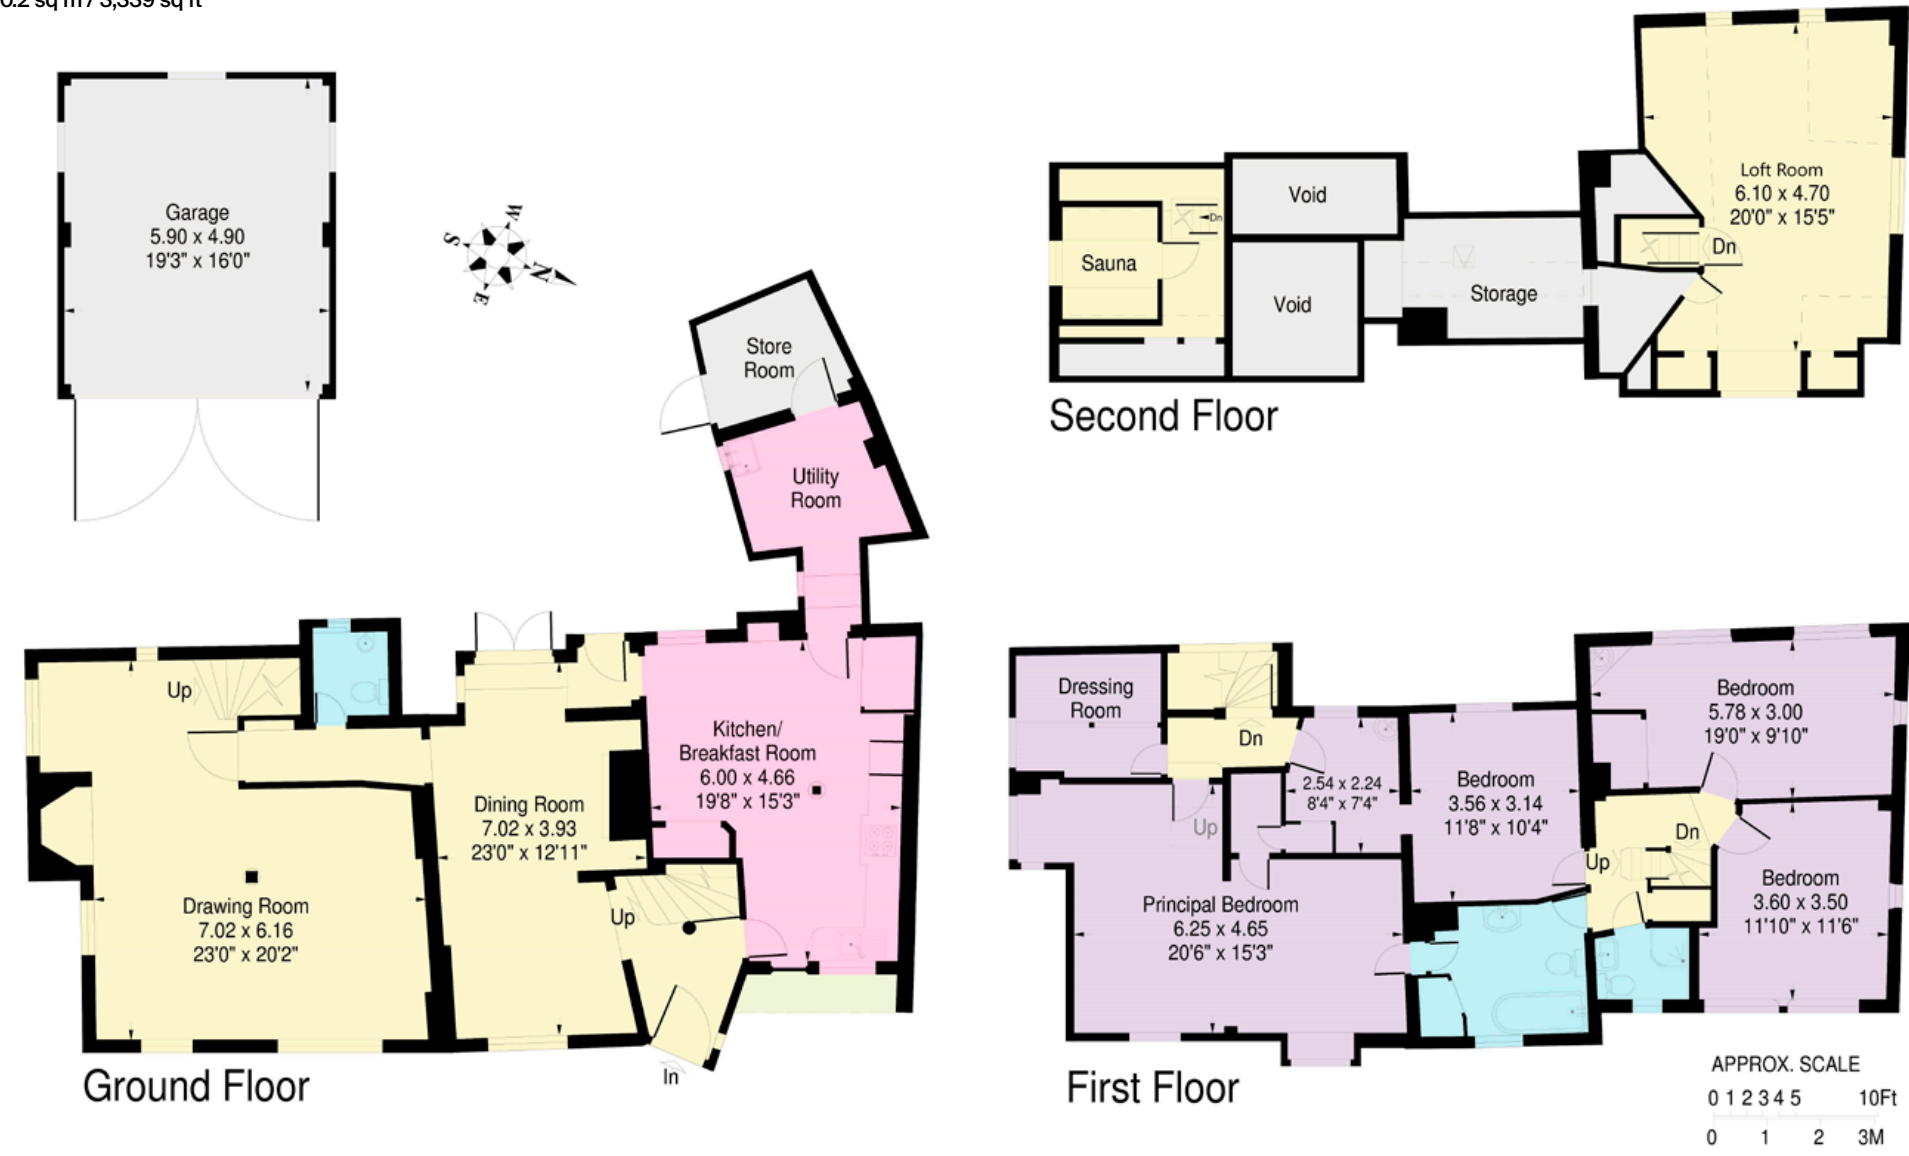 0.2 sq m / 3,339 sq ft
Garage
5.90 x 4.90
19'3" x 16'0"
W
S
N
E
Store
Room
Utility
Room
Up
Kitchen/
Breakfast Room
6.00 x 4.66
19'8" x 15'3"
Dining Room
7.02 x 3.93
23'0" x 12'11"
Drawing Room
7.02 x 6.16
23'0" x 20'2"
Up
In
Ground Floor
Void
Loft Room
6.10 x 4.70
20'0" x 15'5"
Dn
Sauna
Dn
Storage
Void
Second Floor
Dressing
Room
Dn
Bedroom
5.78 x 3.00
19'0" x 9'10"
2.54 x 2.24
8'4" x 7'4"
Bedroom
3.56 x 3.14
11'8" x 10'4"
Up
Dn
Up
Principal Bedroom
6.25 x 4.65
20'6" x 15'3"
Bedroom
3.60 x 3.50
11'10" x 11'6"
First Floor
APPROX. SCALE
0 1 2 3 4 5 10Ft
0 1 2 3M